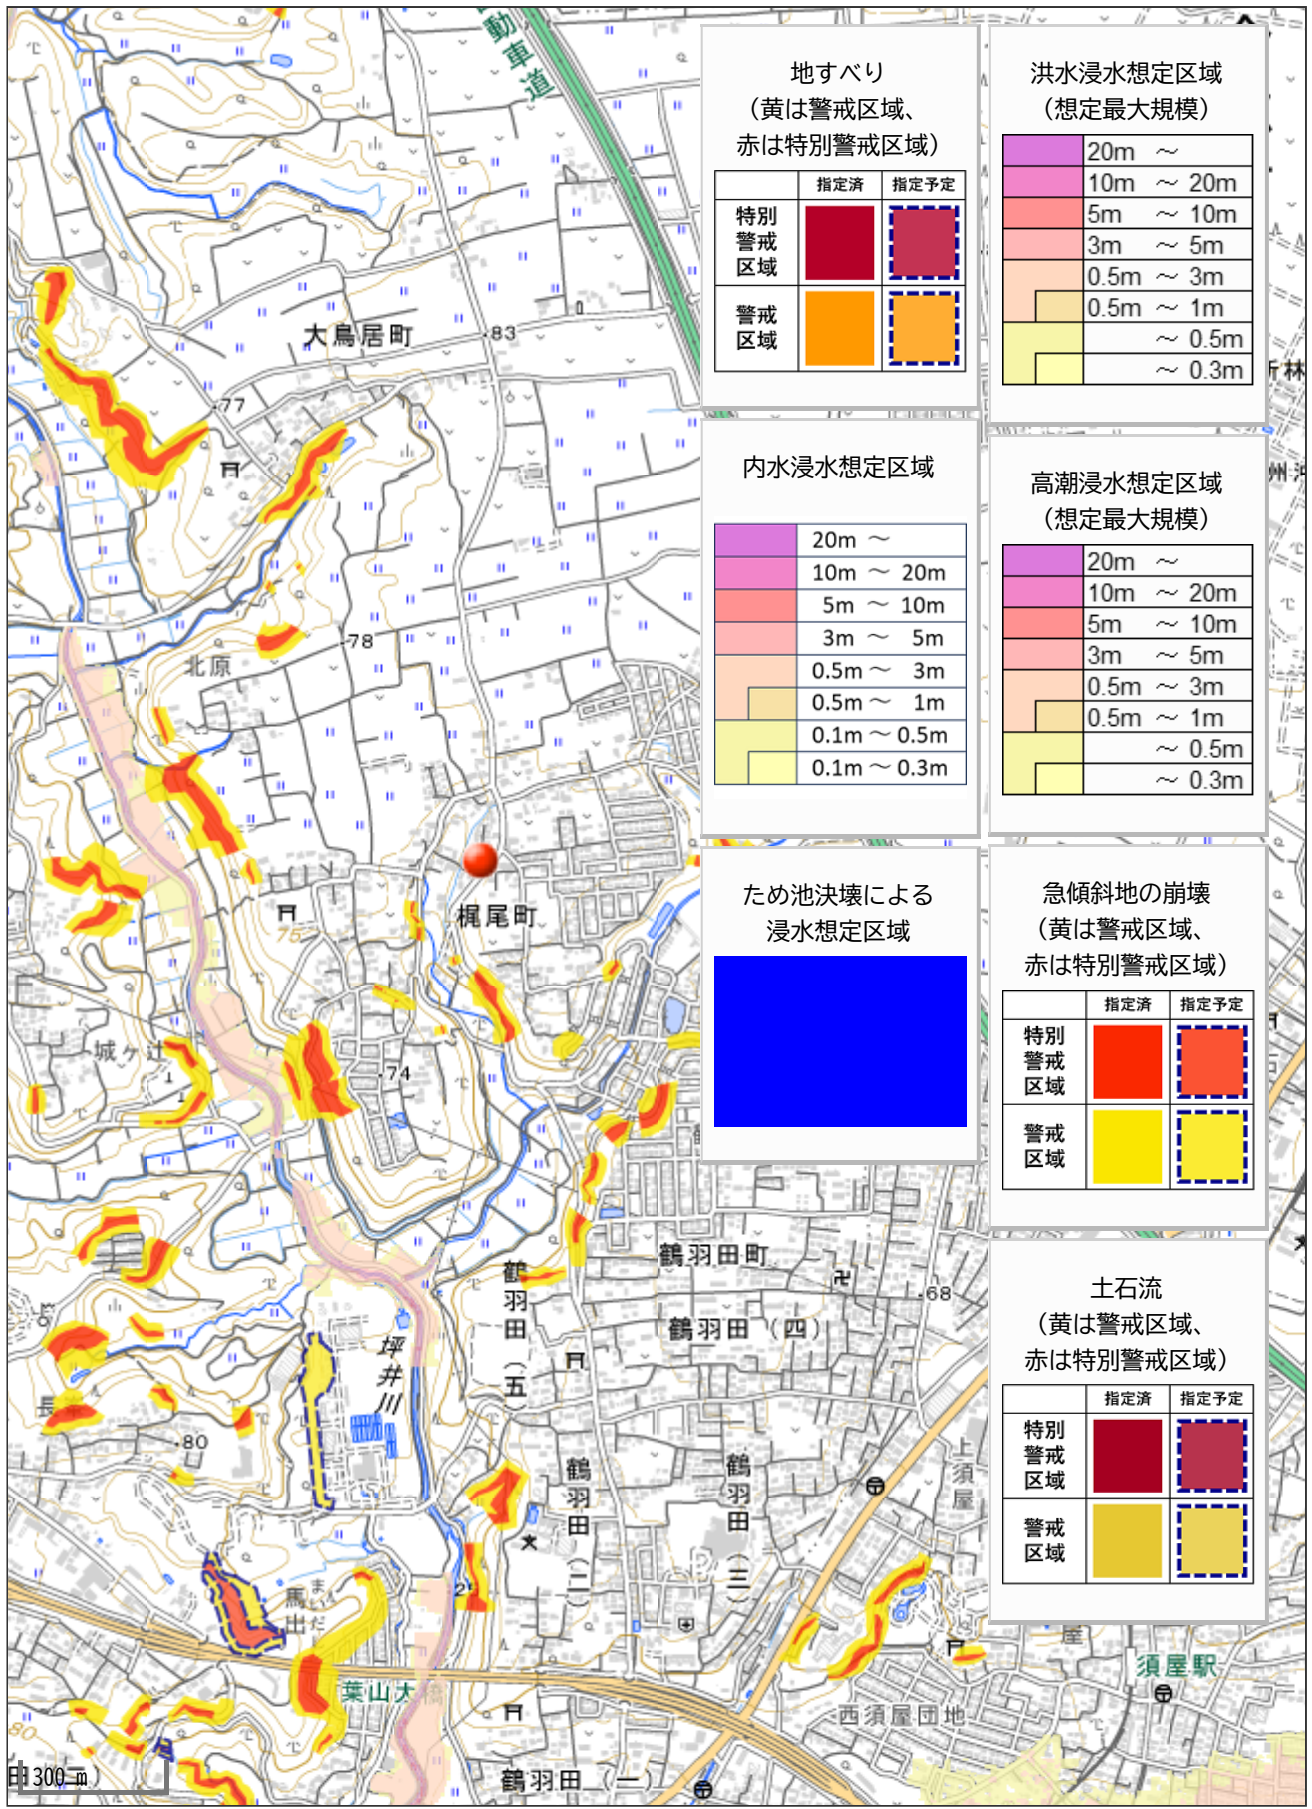 動車道
大鳥居町
83
77
78
北原
梶尾町
75
城ヶ辻
74
鶴羽田町
鶴羽田(四)
鶴羽田(五)
68
坪井川
80
鶴羽田(二)
鶴羽田(三)
上須屋
馬出
まいだ
葉山大橋
須屋駅
西須屋団地
鶴羽田(一)
80
300 m
地すべり
(黄は警戒区域、
赤は特別警戒区域)
指定済 指定予定
特別
警戒
区域
警戒
区域
洪水浸水想定区域
(想定最大規模)
20m ～
10m ～ 20m
5m ～ 10m
3m ～ 5m
0.5m ～ 3m
0.5m ～ 1m
～ 0.5m
～ 0.3m
内水浸水想定区域
20m ～
10m ～ 20m
5m ～ 10m
3m ～ 5m
0.5m ～ 3m
0.5m ～ 1m
0.1m ～ 0.5m
0.1m ～ 0.3m
高潮浸水想定区域
(想定最大規模)
20m ～
10m ～ 20m
5m ～ 10m
3m ～ 5m
0.5m ～ 3m
0.5m ～ 1m
～ 0.5m
～ 0.3m
ため池決壊による
浸水想定区域
急傾斜地の崩壊
(黄は警戒区域、
赤は特別警戒区域)
指定済 指定予定
特別
警戒
区域
警戒
区域
土石流
(黄は警戒区域、
赤は特別警戒区域)
指定済 指定予定
特別
警戒
区域
警戒
区域